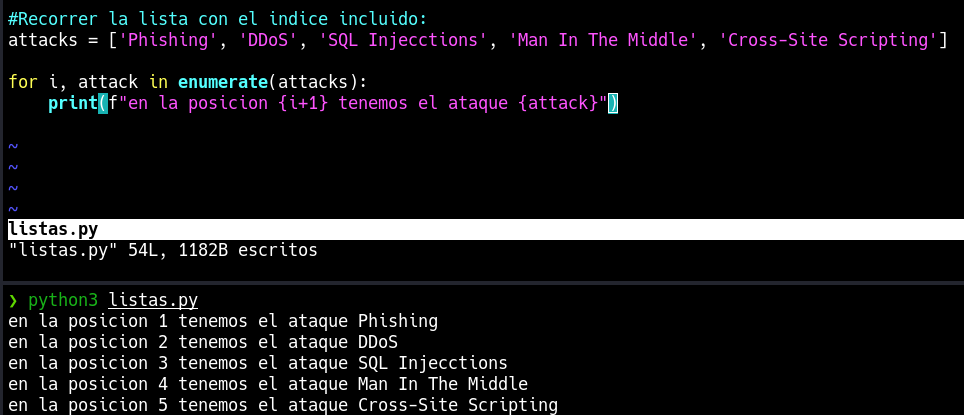 #Recorrer la lista con el indice incluido:
attacks = ['Phishing', 'DDoS', 'SQL Injecctions', 'Man In The Middle', 'Cross-Site Scripting']
for i, attack in enumerate(attacks):
    print(f"en la posicion {i+1} tenemos el ataque {attack}")
~
~
~
~
listas.py
"listas.py" 54L, 1182B escritos
❯ python3 listas.py
en la posicion 1 tenemos el ataque Phishing
en la posicion 2 tenemos el ataque DDoS
en la posicion 3 tenemos el ataque SQL Injecctions
en la posicion 4 tenemos el ataque Man In The Middle
en la posicion 5 tenemos el ataque Cross-Site Scripting